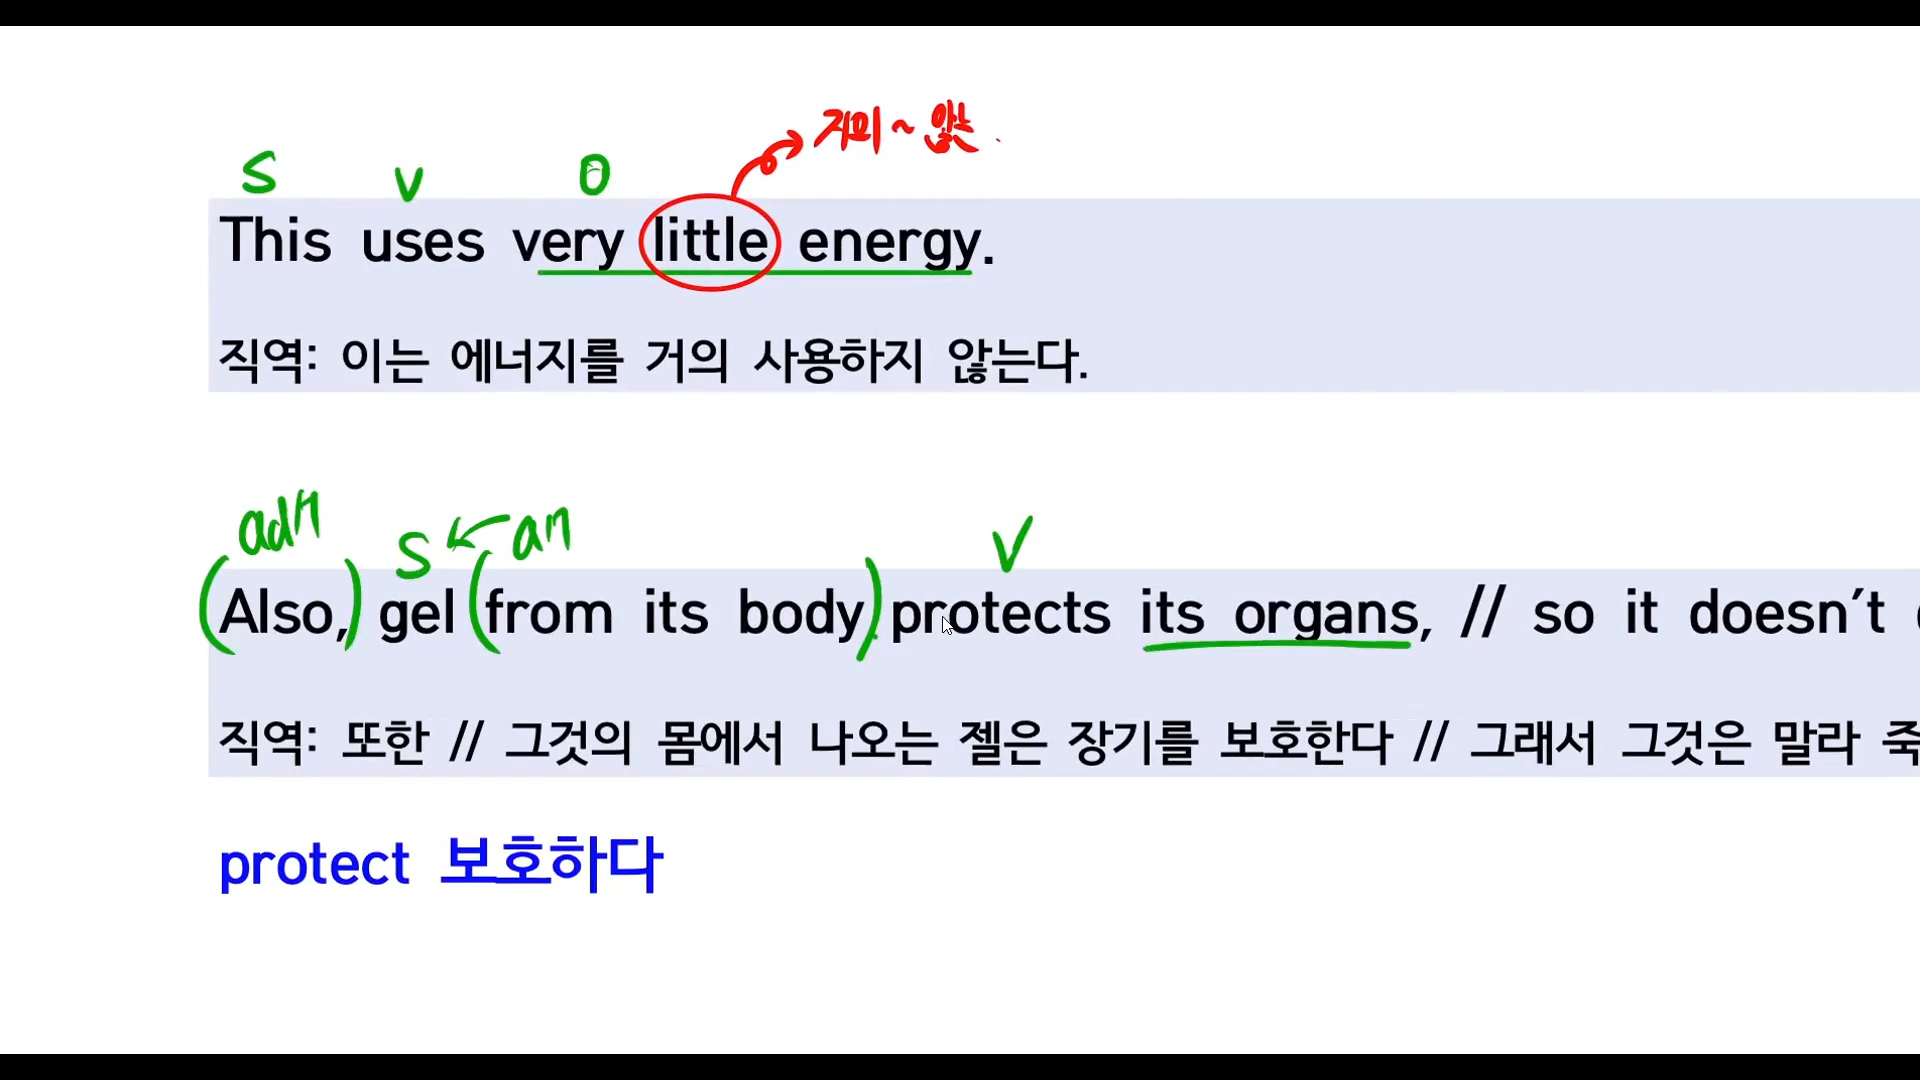 거의 ~ 않는
S V O
This uses very little energy.
직역: 이는 에너지를 거의 사용하지 않는다.
S V
(Also,) gel (from its body) protects its organs, // so it doesn't
직역: 또한 // 그것의 몸에서 나오는 젤은 장기를 보호한다 // 그래서 그것은 말라 죽
protect 보호하다